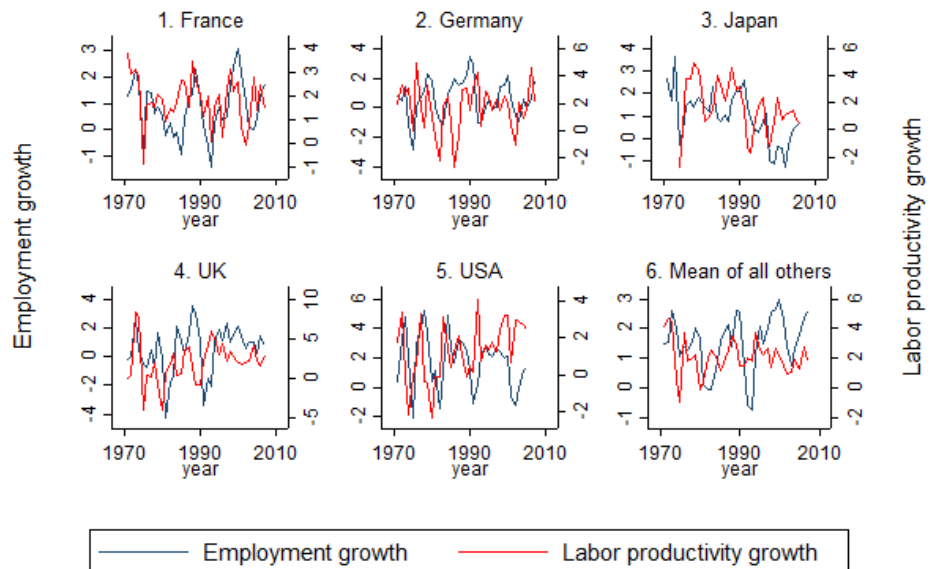 1. France
2. Germany
3. Japan
3 2 1 0 -1
4 3 2 1 0 -1
4 2 0 -2 -4
6 4 2 0 -2 -4
4 3 2 1 0 -1
6 4 2 0 -2
1970 1990 2010
year
1970 1990 2010
year
1970 1990 2010
year
Employment growth
Labor productivity growth
4. UK
5. USA
6. Mean of all others
4 2 0 -2 -4
10 5 0 -5
6 4 2 0 -2
4 2 0 -2
3 2 1 0 -1
6 4 2 0 -2
1970 1990 2010
year
1970 1990 2010
year
1970 1990 2010
year
Employment growth
Labor productivity growth